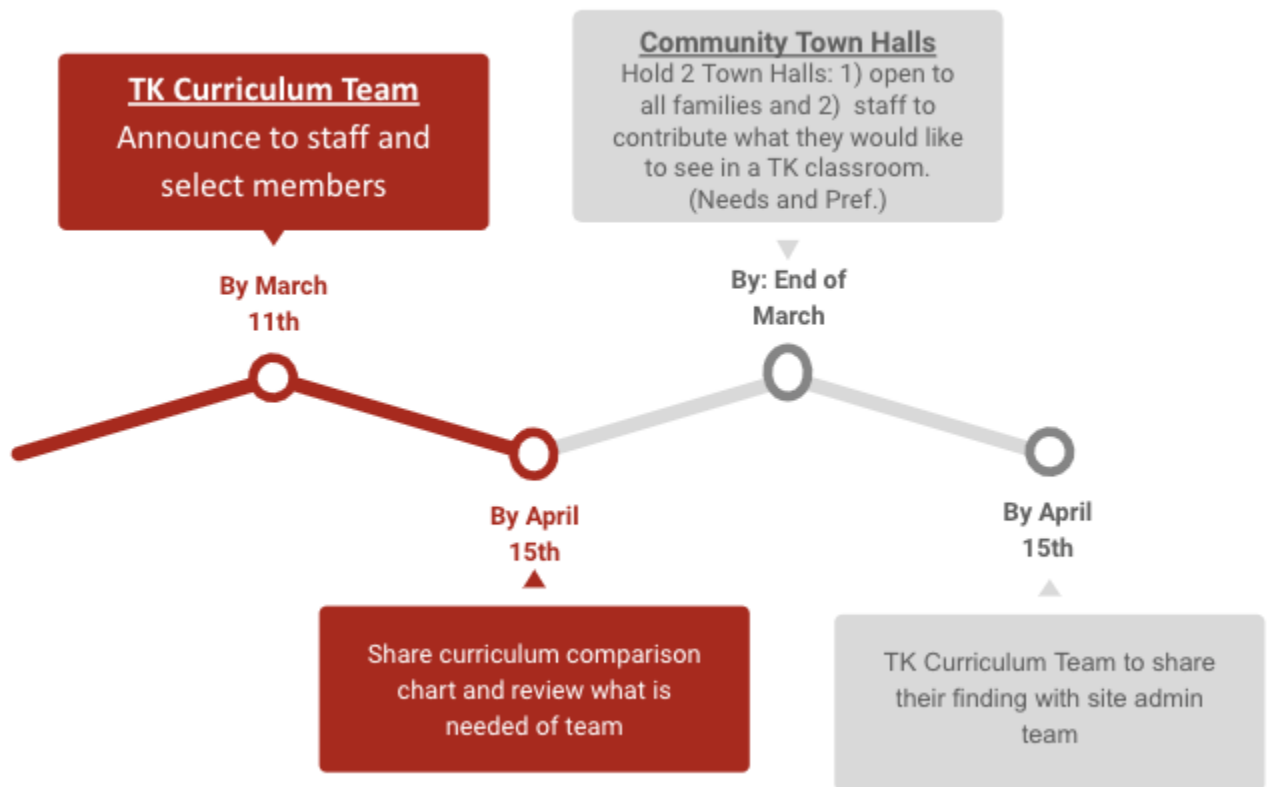 TK Curriculum Team
Announce to staff and
select members
By March
11th
Community Town Halls
Hold 2 Town Halls: 1) open to
all families and 2) staff to
contribute what they would like
to see in a TK classroom.
(Needs and Pref.)
By: End of
March
By April
15th
Share curriculum comparison
chart and review what is
needed of team
By April
15th
TK Curriculum Team to share
their finding with site admin
team